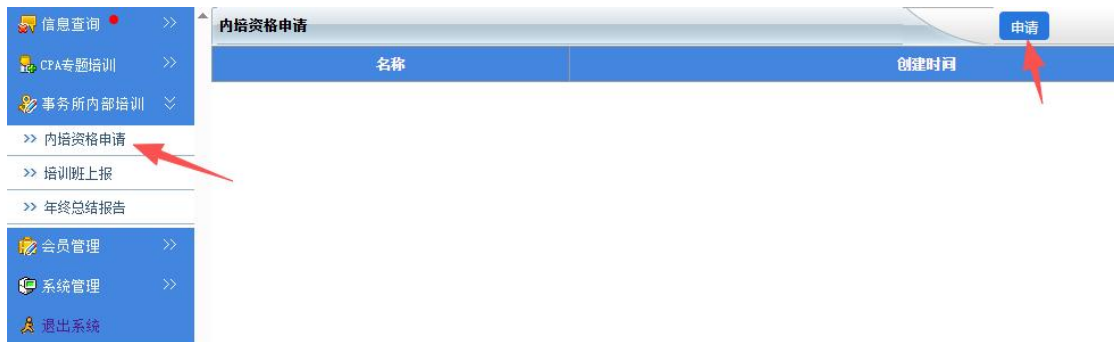 信息查询
CPA专题培训
事务所内部培训
内培资格申请
培训班上报
年终总结报告
会员管理
系统管理
退出系统
内培资格申请
申请
名称
创建时间